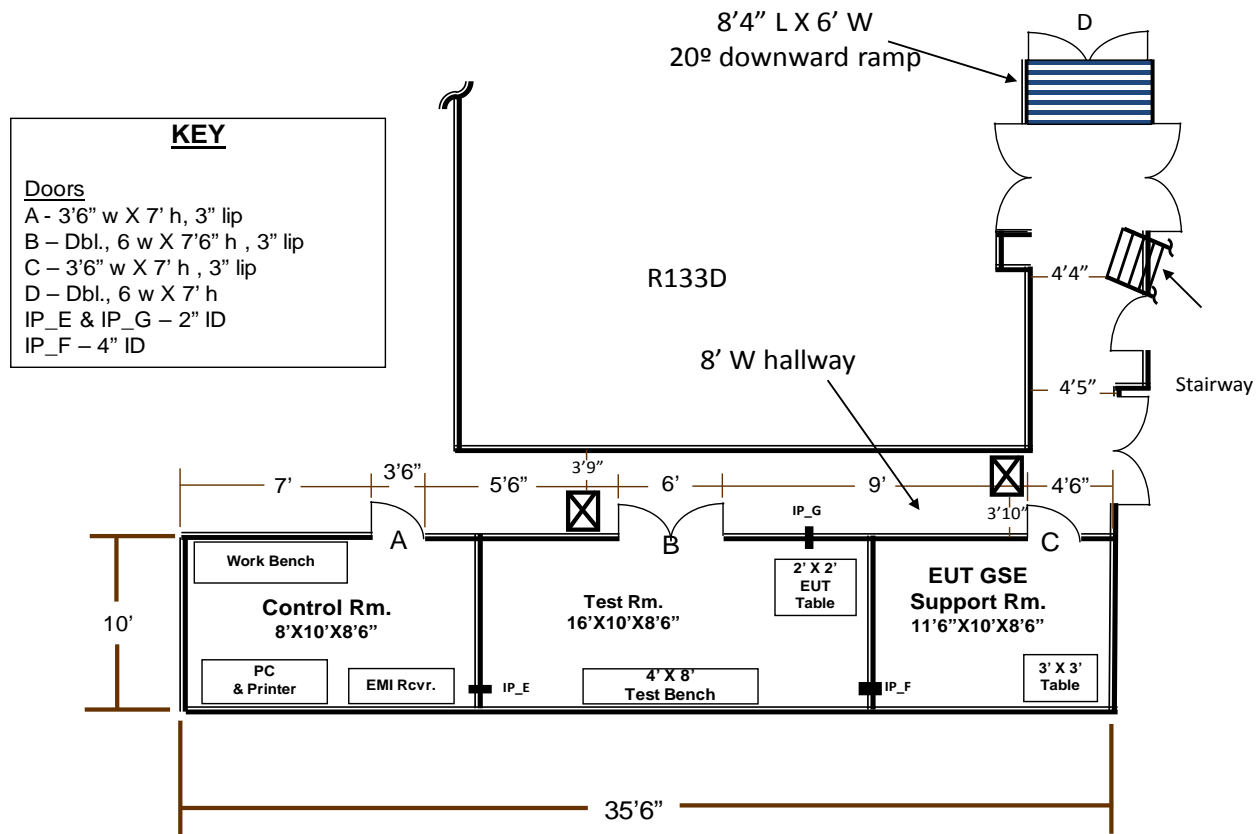 8’4” L X 6’ W
20º downward ramp
D
KEY
Doors
A - 3’6” w X 7’ h, 3” lip
B – Dbl., 6 w X 7’6” h , 3” lip
C – 3’6” w X 7’ h , 3” lip
D – Dbl., 6 w X 7’ h
IP_E & IP_G – 2” ID
IP_F – 4” ID
R133D
4’4”
8’ W hallway
4’5”
Stairway
7’
3’6”
5’6”
3’9”
6’
9’
4’6”
3’10”
IP_G
A
B
C
10’
Work Bench
Control Rm.
8’X10’X8’6”
PC
& Printer
EMI Rcvr.
IP_E
Test Rm.
16’X10’X8’6”
2’ X 2’
EUT
Table
4’ X 8’
Test Bench
IP_F
EUT GSE
Support Rm.
11’6”X10’X8’6”
3’ X 3’
Table
35’6”